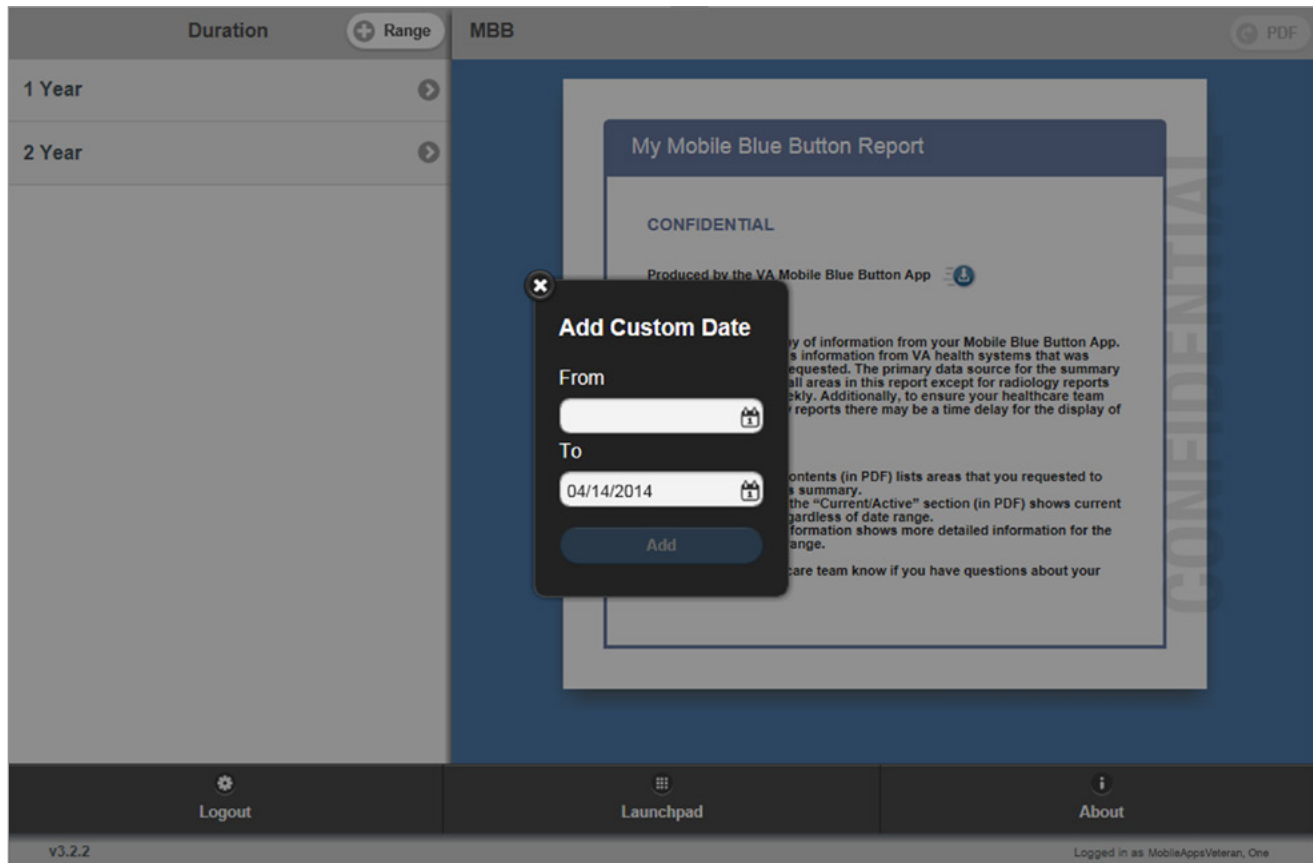 Duration
Range
MBB
PDF
1 Year
2 Year
My Mobile Blue Button Report
CONFIDENTIAL
Produced by the VA Mobile Blue Button App
CONFIDENTIAL
Add Custom Date
From
To
04/14/2014
Add
of information from your Mobile Blue Button App.
information from VA health systems that was
requested. The primary data source for the summary
all areas in this report except for radiology reports
Additionally, to ensure your healthcare team
reports there may be a time delay for the display of
(in PDF) lists areas that you requested to
summary.
the “Current/Active” section (in PDF) shows current
of date range.
shows more detailed information for the
care team know if you have questions about your
Logout
Launchpad
About
v3.2.2
Logged in as MobileAppsVeteran, One